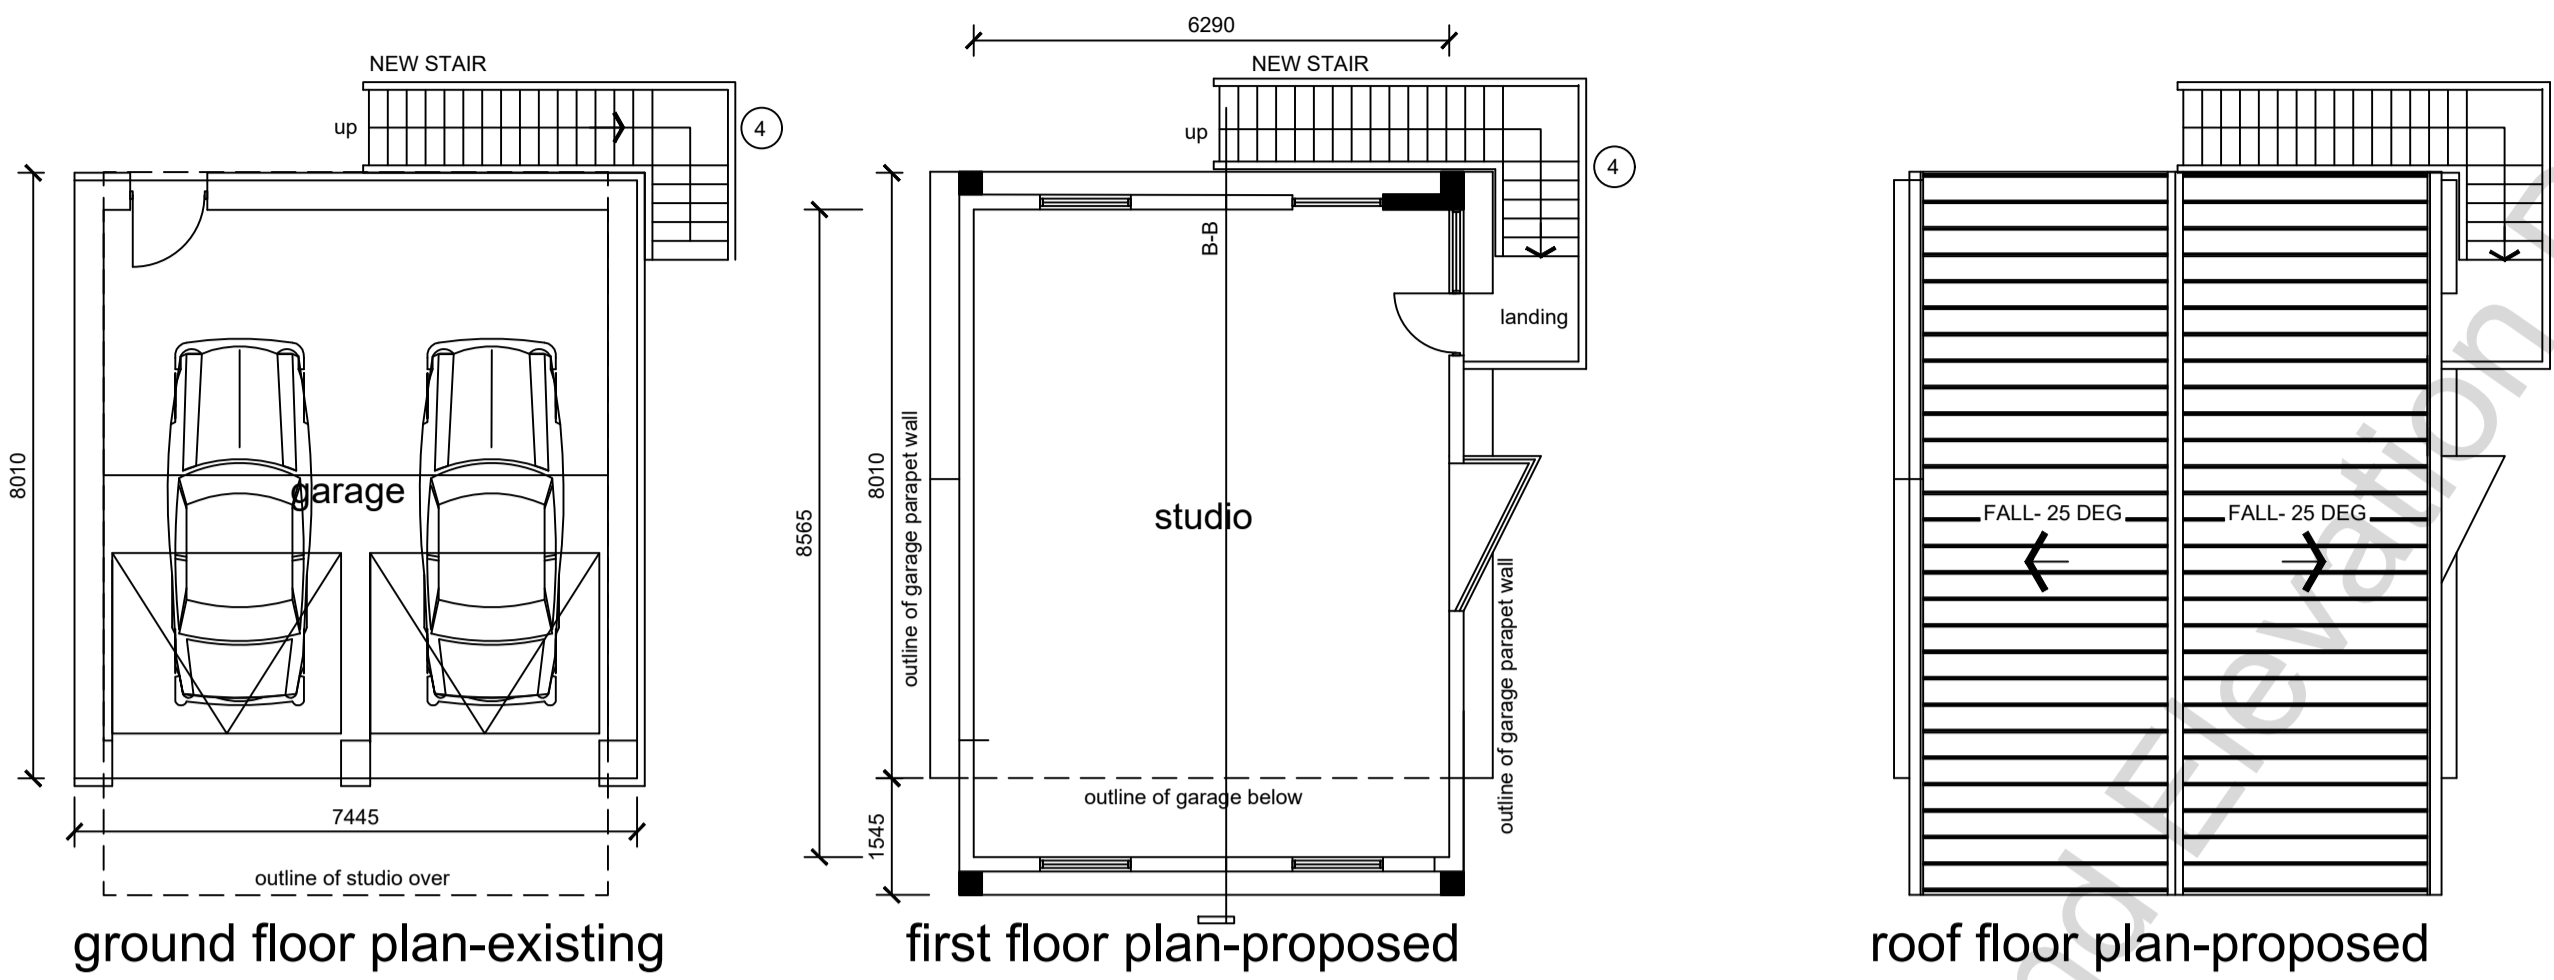 NEW STAIR
up
4
8010
garage
7445
outline of studio over
ground floor plan-existing
6290
NEW STAIR
up
4
B-B
landing
8010
outline of garage parapet wall
8565
studio
outline of garage parapet wall
outline of garage below
1545
first floor plan-proposed
FALL- 25 DEG
FALL- 25 DEG
roof floor plan-proposed
nd Elevation